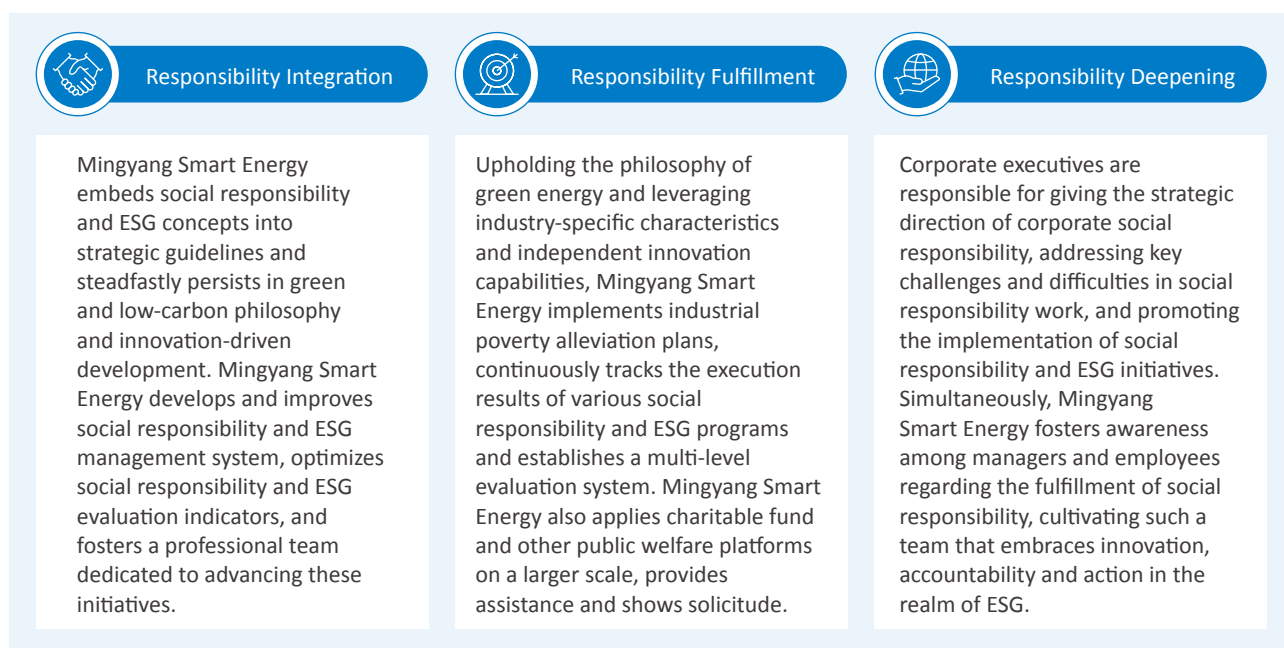 Responsibility Integration
Mingyang Smart Energy
embeds social responsibility
and ESG concepts into
strategic guidelines and
steadfastly persists in green
and low-carbon philosophy
and innovation-driven
development. Mingyang Smart
Energy develops and improves
social responsibility and ESG
management system, optimizes
social responsibility and ESG
evaluation indicators, and
fosters a professional team
dedicated to advancing these
initiatives.
Responsibility Fulfillment
Upholding the philosophy of
green energy and leveraging
industry-specific characteristics
and independent innovation
capabilities, Mingyang Smart
Energy implements industrial
poverty alleviation plans,
continuously tracks the execution
results of various social
responsibility and ESG programs
and establishes a multi-level
evaluation system. Mingyang Smart
Energy also applies charitable fund
and other public welfare platforms
on a larger scale, provides
assistance and shows solicitude.
Responsibility Deepening
Corporate executives are
responsible for giving the strategic
direction of corporate social
responsibility, addressing key
challenges and difficulties in social
responsibility work, and promoting
the implementation of social
responsibility and ESG initiatives.
Simultaneously, Mingyang
Smart Energy fosters awareness
among managers and employees
regarding the fulfillment of social
responsibility, cultivating such a
team that embraces innovation,
accountability and action in the
realm of ESG.